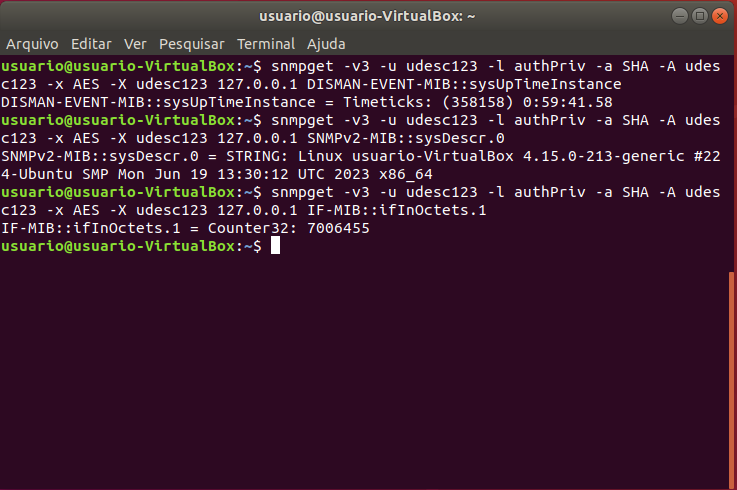 usuario@usuario-VirtualBox: ~
Arquivo Editar Ver Pesquisar Terminal Ajuda
usuario@usuario-VirtualBox:~$ snmpget -v3 -u udesc123 -l authPriv -a SHA -A udes
c123 -x AES -X udesc123 127.0.0.1 DISMAN-EVENT-MIB::sysUpTimeInstance
DISMAN-EVENT-MIB::sysUpTimeInstance = Timeticks: (358158) 0:59:41.58
usuario@usuario-VirtualBox:~$ snmpget -v3 -u udesc123 -l authPriv -a SHA -A udes
c123 -x AES -X udesc123 127.0.0.1 SNMPv2-MIB::sysDescr.0
SNMPv2-MIB::sysDescr.0 = STRING: Linux usuario-VirtualBox 4.15.0-213-generic #22
4-Ubuntu SMP Mon Jun 19 13:30:12 UTC 2023 x86_64
usuario@usuario-VirtualBox:~$ snmpget -v3 -u udesc123 -l authPriv -a SHA -A udes
c123 -x AES -X udesc123 127.0.0.1 IF-MIB::ifInOctets.1
IF-MIB::ifInOctets.1 = Counter32: 7006455
usuario@usuario-VirtualBox:~$